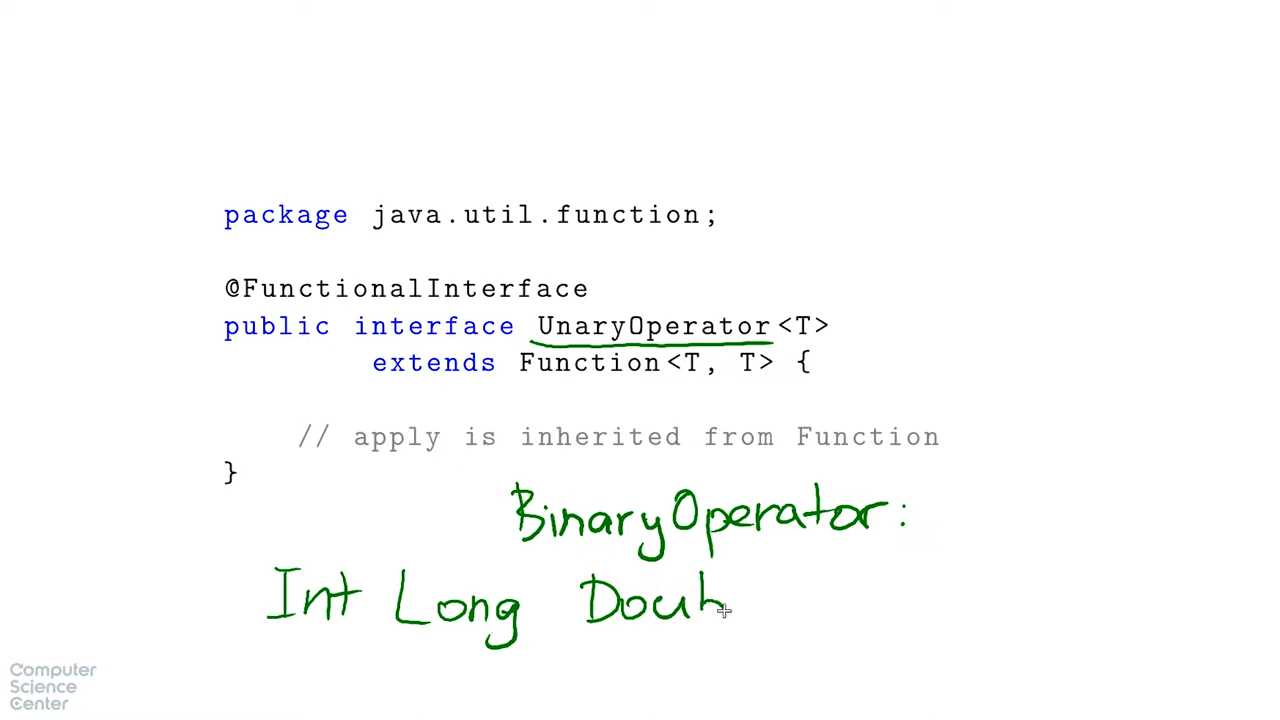 package java.util.function;
@FunctionalInterface
public interface UnaryOperator<T>
extends Function<T, T> {
// apply is inherited from Function
}
BinaryOperator:
Int Long Doub
Computer
Science
Center